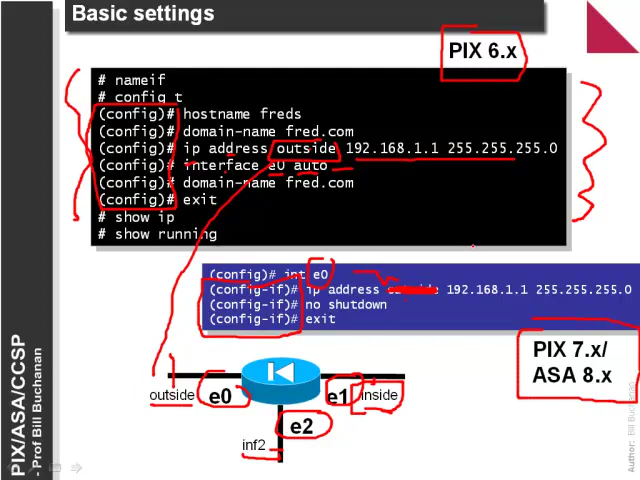 Basic settings
PIX 6.x
# nameif
# config t
(config)# hostname freds
(config)# domain-name fred.com
(config)# ip address outside 192.168.1.1 255.255.255.0
(config)# interface e0 auto
(config)# domain-name fred.com
(config)# exit
# show ip
# show running
(config)# int e0
(config-if)# ip address 192.168.1.1 255.255.255.0
(config-if)# no shutdown
(config-if)# exit
PIX 7.x/
ASA 8.x
outside
e0
e1
inside
e2
inf2
PIX/ASA/CCSP
- Prof Bill Buchanan
Author: Bill